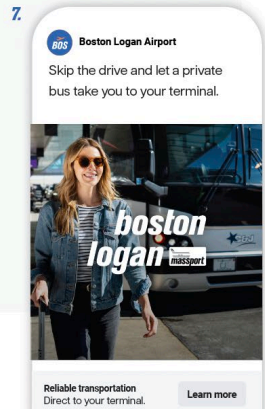 7.
BOS
Boston Logan Airport
Skip the drive and let a private
bus take you to your terminal.
boston
logan
massport
Reliable transportation
Direct to your terminal.
Learn more